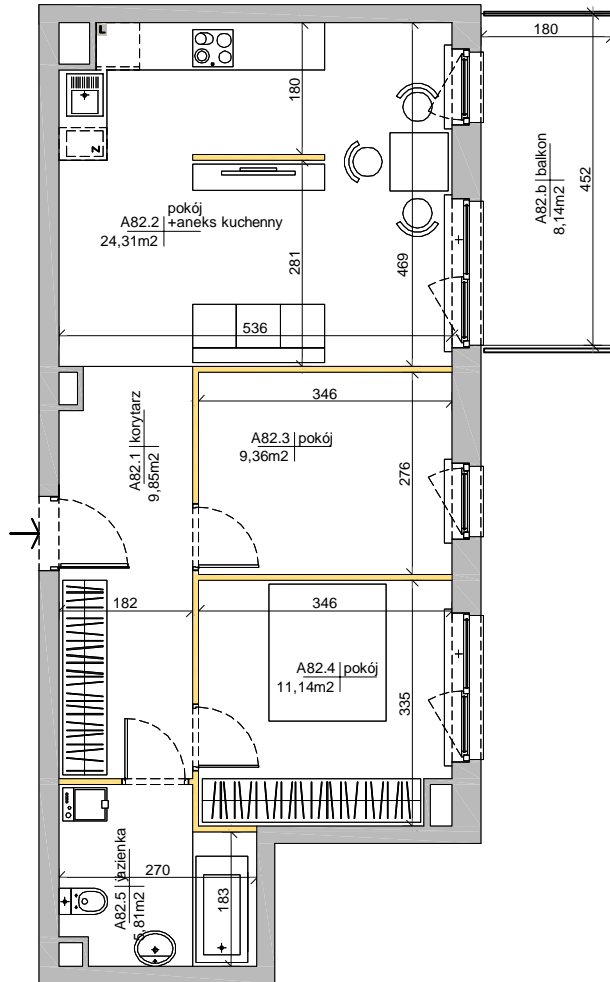 180
180
452
A82.b balkon
8,14m2
Z
pokój
A82.2 +aneks kuchenny
24,31m2
281
469
536
346
A82.1 korytarz
9,85m2
A82.3 pokój
9,36m2
276
182
346
A82.4 pokój
11,14m2
335
A82.5 łazienka
5,81m2
270
183